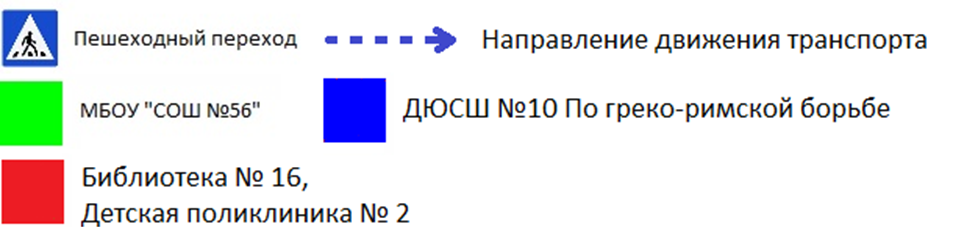 Пешеходный переход
Направление движения транспорта
МБОУ "СОШ №56"
ДЮСШ №10 По греко-римской борьбе
Библиотека № 16,
Детская поликлиника № 2